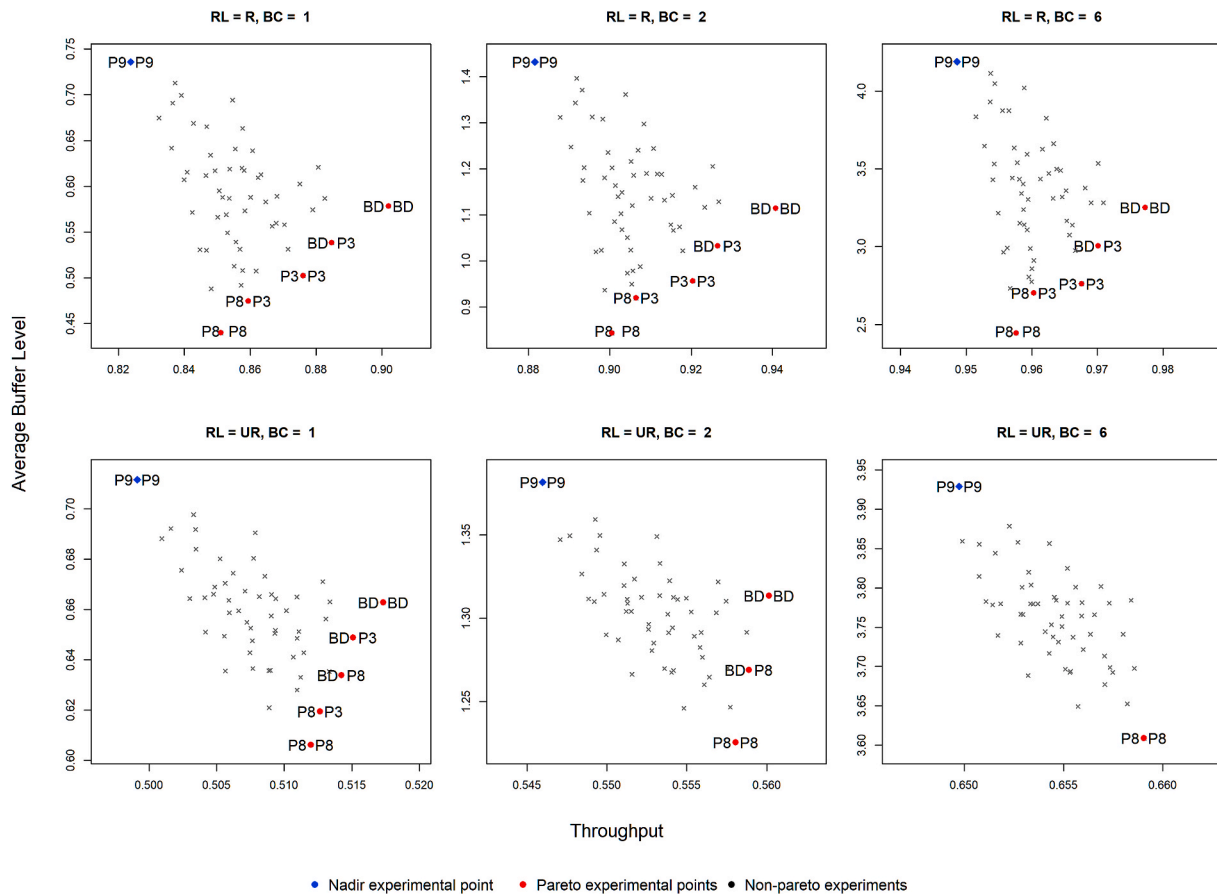 RL = R, BC = 1
RL = R, BC = 2
RL = R, BC = 6
0.75
0.70
0.65
0.60
0.55
0.50
0.45
P9 P9
BD BD
BD P3
P3 P3
P8 P3
P8 P8
0.82 0.84 0.86 0.88 0.90
1.4
1.3
1.2
1.1
1.0
0.9
P9 P9
BD BD
BD P3
P3 P3
P8 P3
P8 P8
0.88 0.90 0.92 0.94
4.0
3.5
3.0
2.5
P9 P9
BD BD
BD P3
P3 P3
P8 P3
P8 P8
0.94 0.95 0.96 0.97 0.98
Average Buffer Level
RL = UR, BC = 1
RL = UR, BC = 2
RL = UR, BC = 6
0.70
0.68
0.66
0.64
0.62
0.60
P9 P9
BD BD
BD P3
BD P8
P8 P3
P8 P8
0.500 0.505 0.510 0.515 0.520
1.35
1.30
1.25
P9 P9
BD BD
BD P8
P8 P8
0.545 0.550 0.555 0.560
3.95
3.90
3.85
3.80
3.75
3.70
3.65
3.60
P9 P9
P8 P8
0.650 0.655 0.660
Throughput
Nadir experimental point
Pareto experimental points
Non-pareto experiments